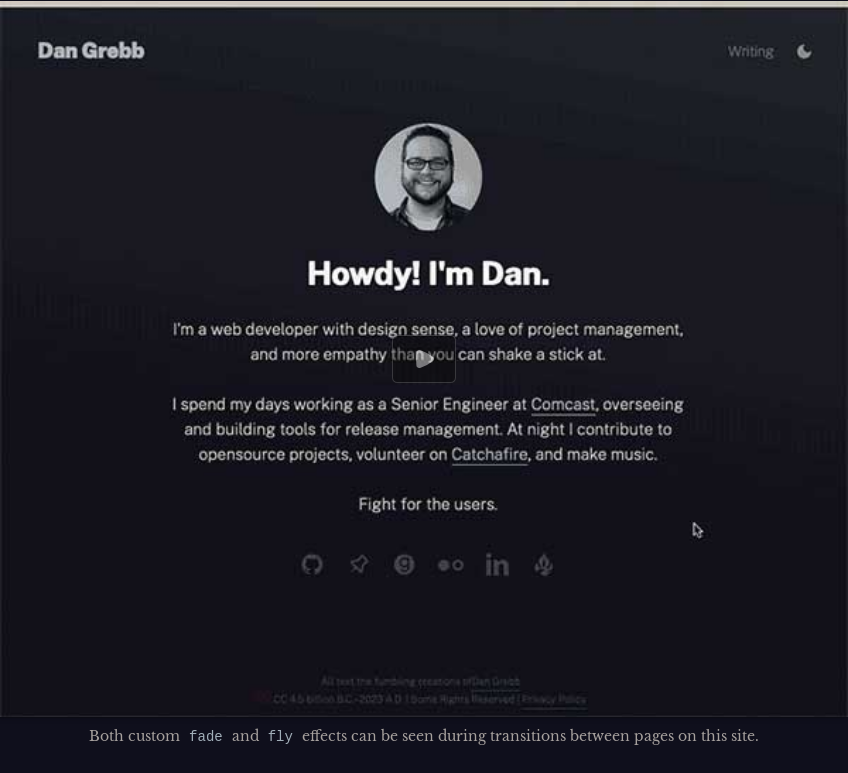 Dan Grebb
Writing
Howdy! I'm Dan.
I'm a web developer with design sense, a love of project management,
and more empathy than you can shake a stick at.
I spend my days working as a Senior Engineer at Comcast, overseeing
and building tools for release management. At night I contribute to
opensource projects, volunteer on Catchafire, and make music.
Fight for the users.
in
All text the fumbling creations of Dan Grebb
CC 4.5 billion B.C.-2023 A.D. | Some Rights Reserved | Privacy Policy
Both custom fade and fly effects can be seen during transitions between pages on this site.